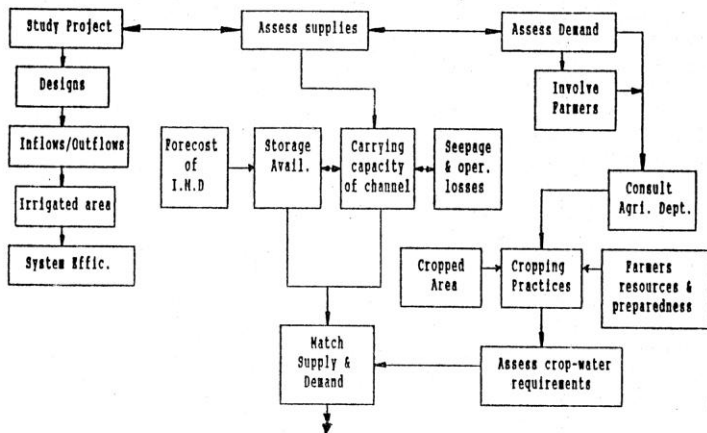 Study Project
Assess supplies
Assess Demand
Designs
Involve
Farmers
Inflows/Outflows
Forecost
of
I.M.D
Storage
Avail.
Carrying
capacity
of channel
Seepage
& oper.
losses
Irrigated area
Consult
Agri. Dept.
System Effic.
Cropped
Area
Cropping
Practices
Farmers
resources &
preparedness
Match
Supply &
Demand
Assess crop-water
requirements